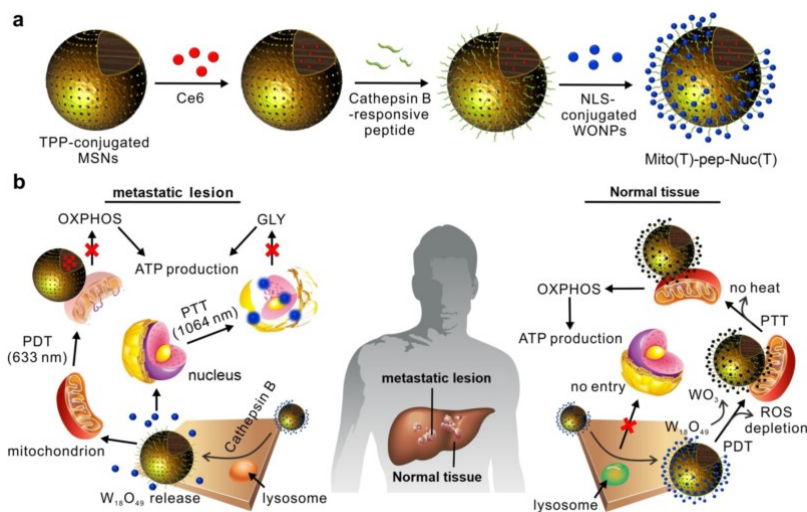 a
Ce6
Cathepsin B
-responsive
peptide
NLS-
conjugated
WONPs
TPP-conjugated
MSNs
Mito(T)-pep-Nuc(T)
b
metastatic lesion
OXPHOS
GLY
ATP production
PDT
(633 nm)
PTT
(1064 nm)
nucleus
mitochondrion
Cathepsin B
W₁₈O₄₉ release
lysosome
metastatic lesion
Normal tissue
Normal tissue
OXPHOS
no heat
PTT
ATP production
no entry
WO₃
W₁₈O₄₉
ROS
depletion
PDT
lysosome